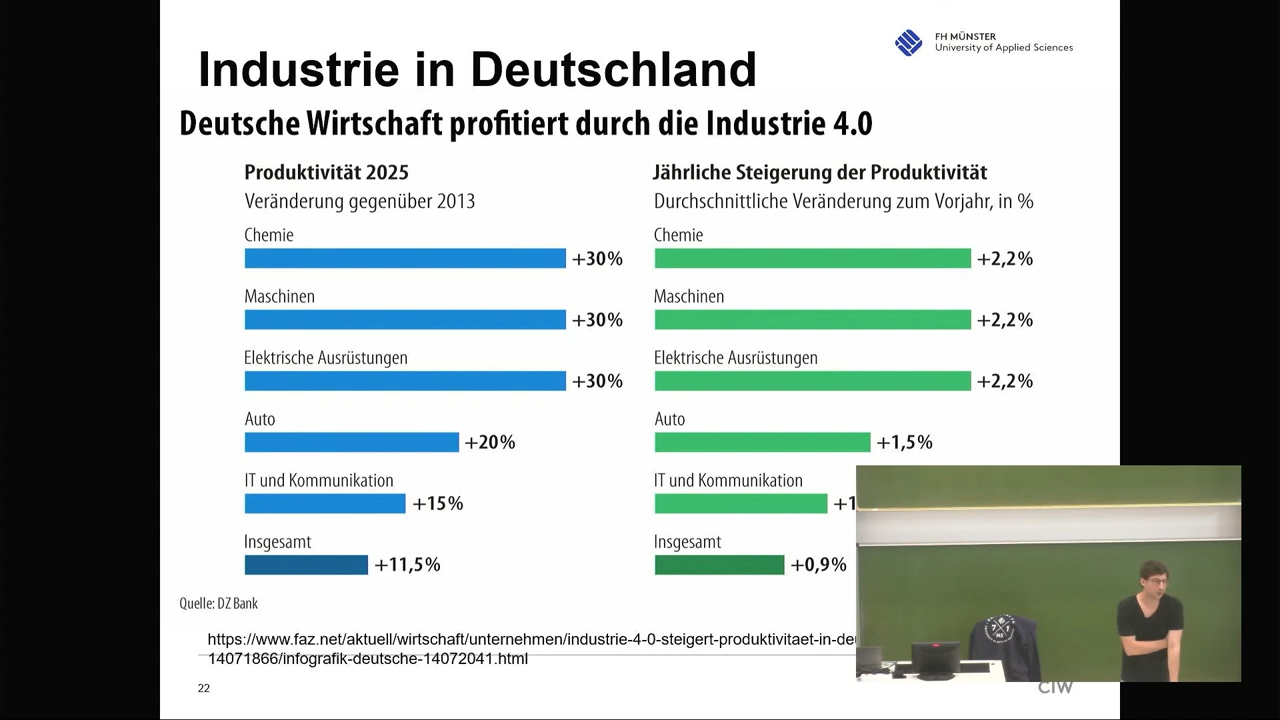 FH MÜNSTER
University of Applied Sciences
Industrie in Deutschland
Deutsche Wirtschaft profitiert durch die Industrie 4.0
Produktivität 2025
Veränderung gegenüber 2013
Chemie
+30%
Maschinen
+30%
Elektrische Ausrüstungen
+30%
Auto
+20%
IT und Kommunikation
+15%
Insgesamt
+11,5%
Jährliche Steigerung der Produktivität
Durchschnittliche Veränderung zum Vorjahr, in %
Chemie
+2,2%
Maschinen
+2,2%
Elektrische Ausrüstungen
+2,2%
Auto
+1,5%
IT und Kommunikation
+1
Insgesamt
+0,9%
Quelle: DZ Bank
https://www.faz.net/aktuell/wirtschaft/unternehmen/industrie-4-0-steigert-produktivitaet-in-de
14071866/infografik-deutsche-14072041.html
22
CIW